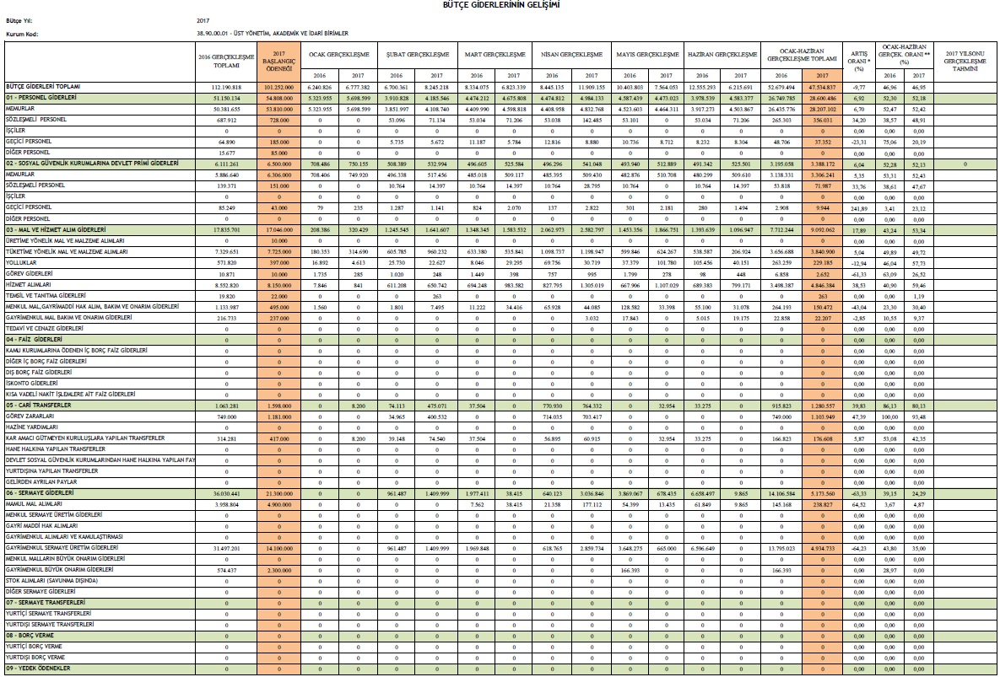 BÜTÇE GİDERLERİNİN GELİŞİMİ
Bütçe Yıl: 2017
Kurum Kod: 38.90.00.01 - ÜST YÖNETİM, AKADEMİK VE İDARİ BİRİMLER
2016 GERÇEKLEŞME TOPLAMI 2017 BAŞLANGIÇ ÖDENEĞİ OCAK GERÇEKLEŞME ŞUBAT GERÇEKLEŞME MART GERÇEKLEŞME NİSAN GERÇEKLEŞME MAYIS GERÇEKLEŞME HAZİRAN GERÇEKLEŞME OCAK-HAZİRAN GERÇEKLEŞME TOPLAMI ARTIŞ ORANI * (%) OCAK-HAZİRAN GERÇEK. ORANI ** (%) 2017 YILSONU GERÇEKLEŞME TAHMİNİ
2016 2017 2016 2017 2016 2017 2016 2017 2016 2017 2016 2017 2016 2017 2016 2017
BÜTÇE GİDERLERİ TOPLAMI 112.190.818 101.252.000 6.240.826 6.777.382 6.700.361 8.245.218 8.334.075 6.823.339 8.445.135 11.909.155 10.403.803 7.564.053 12.555.293 6.215.691 52.679.494 47.534.837 -9,77 46,96 46,95
01 - PERSONEL GİDERLERİ 51.150.134 54.808.000 5.323.955 5.698.599 3.910.828 4.185.546 4.474.212 4.675.808 4.474.812 4.984.133 4.587.439 4.473.023 3.978.539 4.583.377 26.749.785 28.600.486 6,92 52,30 52,18
MEMURLAR 50.381.655 53.810.000 5.323.955 5.698.599 3.851.997 4.108.740 4.409.990 4.598.818 4.408.958 4.832.768 4.523.603 4.464.311 3.917.273 4.503.867 26.435.776 28.207.102 6,70 52,47 52,42
SÖZLEŞMELİ PERSONEL 687.912 728.000 0 0 53.096 71.134 53.034 71.206 53.038 142.485 53.101 0 53.034 71.206 265.303 356.031 34,20 38,57 48,91
İŞÇİLER 0 0 0 0 0 0 0 0 0 0 0 0 0 0 0 0 0,00 0,00 0,00
GEÇİCİ PERSONEL 64.890 185.000 0 0 5.735 5.672 11.187 5.784 12.816 8.880 10.736 8.712 8.232 8.304 48.706 37.352 -23,31 75,06 20,19
DİĞER PERSONEL 15.677 85.000 0 0 0 0 0 0 0 0 0 0 0 0 0 0 0,00 0,00 0,00
02 - SOSYAL GÜVENLİK KURUMLARINA DEVLET PRİMİ GİDERLERİ 6.111.261 6.500.000 708.486 750.155 508.389 532.994 496.605 525.584 496.296 541.048 493.940 512.889 491.342 525.501 3.195.058 3.388.172 6,04 52,28 52,13 0
MEMURLAR 5.886.640 6.306.000 708.406 749.920 496.338 517.456 485.018 509.117 485.395 509.430 482.876 510.708 480.299 509.610 3.138.331 3.306.241 5,35 53,31 52,43
SÖZLEŞMELİ PERSONEL 139.371 151.000 0 0 10.764 14.397 10.764 14.397 10.764 28.795 10.764 0 10.764 14.397 53.818 71.987 33,76 38,61 47,67
İŞÇİLER 0 0 0 0 0 0 0 0 0 0 0 0 0 0 0 0 0,00 0,00 0,00
GEÇİCİ PERSONEL 85.249 43.000 79 235 1.287 1.141 824 2.070 137 2.822 301 2.181 280 1.494 2.908 9.944 241,89 3,41 23,12
DİĞER PERSONEL 0 0 0 0 0 0 0 0 0 0 0 0 0 0 0 0 0,00 0,00 0,00
03 - MAL VE HİZMET ALIM GİDERLERİ 17.835.701 17.046.000 208.386 320.429 1.245.545 1.641.607 1.348.345 1.583.532 2.062.973 2.582.797 1.453.356 1.866.751 1.393.639 1.096.947 7.712.244 9.092.062 17,89 43,24 53,34
ÜRETİME YÖNELİK MAL VE MALZEME ALIMLARI 0 10.000 0 0 0 0 0 0 0 0 0 0 0 0 0 0 0,00 0,00 0,00
TÜKETİME YÖNELİK MAL VE MALZEME ALIMLARI 7.329.651 7.725.000 180.353 314.690 605.785 960.232 633.380 535.841 1.098.737 1.198.947 599.846 624.267 538.587 206.924 3.656.688 3.840.900 5,04 49,89 49,72
YOLLUKLAR 571.820 397.000 16.892 4.613 25.730 22.627 8.046 29.295 69.756 30.719 37.379 101.780 105.456 40.151 263.259 229.185 -12,94 46,04 57,73
GÖREV GİDERLERİ 10.871 10.000 1.735 285 1.020 248 1.449 398 757 995 1.799 278 98 448 6.858 2.652 -61,33 63,09 26,52
HİZMET ALIMLARI 8.552.820 8.150.000 7.846 841 611.208 650.742 694.248 983.582 827.795 1.305.019 667.906 1.107.029 689.383 799.171 3.498.387 4.846.384 38,53 40,90 59,46
TEMSİL VE TANITMA GİDERLERİ 19.820 22.000 0 0 0 263 0 0 0 0 0 0 0 0 0 263 0,00 0,00 1,19
MENKUL MAL,GAYRİMADDİ HAK ALIM, BAKIM VE ONARIM GİDERLERİ 1.133.987 495.000 1.560 0 1.801 7.495 11.222 34.416 65.928 44.085 128.582 33.398 55.100 31.078 264.193 150.472 -43,04 23,30 30,40
GAYRİMENKUL MAL BAKIM VE ONARIM GİDERLERİ 216.733 237.000 0 0 0 0 0 0 0 3.032 17.843 0 5.015 19.175 22.858 22.207 -2,85 10,55 9,37
TEDAVİ VE CENAZE GİDERLERİ 0 0 0 0 0 0 0 0 0 0 0 0 0 0 0 0 0,00 0,00 0,00
04 - FAİZ GİDERLERİ 0 0 0 0 0 0 0 0 0 0 0 0 0 0 0 0 0,00 0,00 0,00
KAMU KURUMLARINA ÖDENEN İÇ BORÇ FAİZ GİDERLERİ 0 0 0 0 0 0 0 0 0 0 0 0 0 0 0 0 0,00 0,00 0,00
DİĞER İÇ BORÇ FAİZ GİDERLERİ 0 0 0 0 0 0 0 0 0 0 0 0 0 0 0 0 0,00 0,00 0,00
DIŞ BORÇ FAİZ GİDERLERİ 0 0 0 0 0 0 0 0 0 0 0 0 0 0 0 0 0,00 0,00 0,00
İSKONTO GİDERLERİ 0 0 0 0 0 0 0 0 0 0 0 0 0 0 0 0 0,00 0,00 0,00
KISA VADELİ NAKİT İŞLEMLERE AİT FAİZ GİDERLERİ 0 0 0 0 0 0 0 0 0 0 0 0 0 0 0 0 0,00 0,00 0,00
05 - CARİ TRANSFERLER 1.063.281 1.598.000 0 8.200 74.113 475.071 37.504 0 770.930 764.332 0 32.954 33.275 0 915.823 1.280.557 39,83 86,13 80,13
GÖREV ZARARLARI 749.000 1.181.000 0 0 34.965 400.532 0 0 714.035 703.417 0 0 0 0 749.000 1.103.949 47,39 100,00 93,48
HAZİNE YARDIMLARI 0 0 0 0 0 0 0 0 0 0 0 0 0 0 0 0 0,00 0,00 0,00
KAR AMACI GÜTMEYEN KURULUŞLARA YAPILAN TRANSFERLER 314.281 417.000 0 8.200 39.148 74.540 37.504 0 56.895 60.915 0 32.954 33.275 0 166.823 176.608 5,87 53,08 42,35
HANE HALKINA YAPILAN TRANSFERLER 0 0 0 0 0 0 0 0 0 0 0 0 0 0 0 0 0,00 0,00 0,00
DEVLET SOSYAL GÜVENLİK KURUMLARINDAN HANE HALKINA YAPILAN FAY 0 0 0 0 0 0 0 0 0 0 0 0 0 0 0 0 0,00 0,00 0,00
YURTDIŞINA YAPILAN TRANSFERLER 0 0 0 0 0 0 0 0 0 0 0 0 0 0 0 0 0,00 0,00 0,00
GELİRDEN AYRILAN PAYLAR 0 0 0 0 0 0 0 0 0 0 0 0 0 0 0 0 0,00 0,00 0,00
06 - SERMAYE GİDERLERİ 36.030.441 21.300.000 0 0 961.487 1.409.999 1.977.411 38.415 640.123 3.036.846 3.869.067 678.435 6.658.497 9.865 14.106.584 5.173.560 -63,33 39,15 24,29
MAMUL MAL ALIMLARI 3.958.804 4.900.000 0 0 0 0 7.562 38.415 21.358 177.112 54.399 13.435 61.849 9.865 145.168 238.827 64,52 3,67 4,87
MENKUL SERMAYE ÜRETİM GİDERLERİ 0 0 0 0 0 0 0 0 0 0 0 0 0 0 0 0 0,00 0,00 0,00
GAYRİ MADDİ HAK ALIMLARI 0 0 0 0 0 0 0 0 0 0 0 0 0 0 0 0 0,00 0,00 0,00
GAYRİMENKUL ALIMLARI VE KAMULAŞTIRMASI 0 0 0 0 0 0 0 0 0 0 0 0 0 0 0 0 0,00 0,00 0,00
GAYRİMENKUL SERMAYE ÜRETİM GİDERLERİ 31.497.201 14.100.000 0 0 961.487 1.409.999 1.969.848 0 618.765 2.859.734 3.648.275 665.000 6.596.649 0 13.795.023 4.934.733 -64,23 43,80 35,00
MENKUL MALLARIN BÜYÜK ONARIM GİDERLERİ 0 0 0 0 0 0 0 0 0 0 0 0 0 0 0 0 0,00 0,00 0,00
GAYRİMENKUL BÜYÜK ONARIM GİDERLERİ 574.437 2.300.000 0 0 0 0 0 0 0 0 166.393 0 0 0 166.393 0 0,00 28,97 0,00
STOK ALIMLARI (SAVUNMA DIŞINDA) 0 0 0 0 0 0 0 0 0 0 0 0 0 0 0 0 0,00 0,00 0,00
DİĞER SERMAYE GİDERLERİ 0 0 0 0 0 0 0 0 0 0 0 0 0 0 0 0 0,00 0,00 0,00
07 - SERMAYE TRANSFERLERİ 0 0 0 0 0 0 0 0 0 0 0 0 0 0 0 0 0,00 0,00 0,00
YURTİÇİ SERMAYE TRANSFERLERİ 0 0 0 0 0 0 0 0 0 0 0 0 0 0 0 0 0,00 0,00 0,00
YURTDIŞI SERMAYE TRANSFERLERİ 0 0 0 0 0 0 0 0 0 0 0 0 0 0 0 0 0,00 0,00 0,00
08 - BORÇ VERME 0 0 0 0 0 0 0 0 0 0 0 0 0 0 0 0 0,00 0,00 0,00
YURTİÇİ BORÇ VERME 0 0 0 0 0 0 0 0 0 0 0 0 0 0 0 0 0,00 0,00 0,00
YURTDIŞI BORÇ VERME 0 0 0 0 0 0 0 0 0 0 0 0 0 0 0 0 0,00 0,00 0,00
09 - YEDEK ÖDENEKLER 0 0 0 0 0 0 0 0 0 0 0 0 0 0 0 0 0,00 0,00 0,00